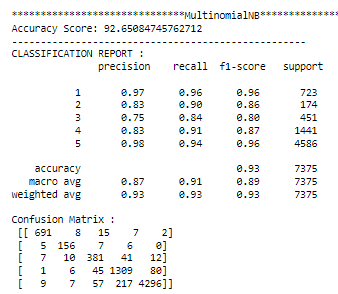 *****************************MultinomialNB*************
Accuracy Score: 92.65084745762712
--------------------------------------------------
CLASSIFICATION REPORT :
precision recall f1-score support
1 0.97 0.96 0.96 723
2 0.83 0.90 0.86 174
3 0.75 0.84 0.80 451
4 0.83 0.91 0.87 1441
5 0.98 0.94 0.96 4586
accuracy 0.93 7375
macro avg 0.87 0.91 0.89 7375
weighted avg 0.93 0.93 0.93 7375
Confusion Matrix :
[[ 691 8 15 7 2]
[ 5 156 7 6 0]
[ 7 10 381 41 12]
[ 1 6 45 1309 80]
[ 9 7 57 217 4296]]